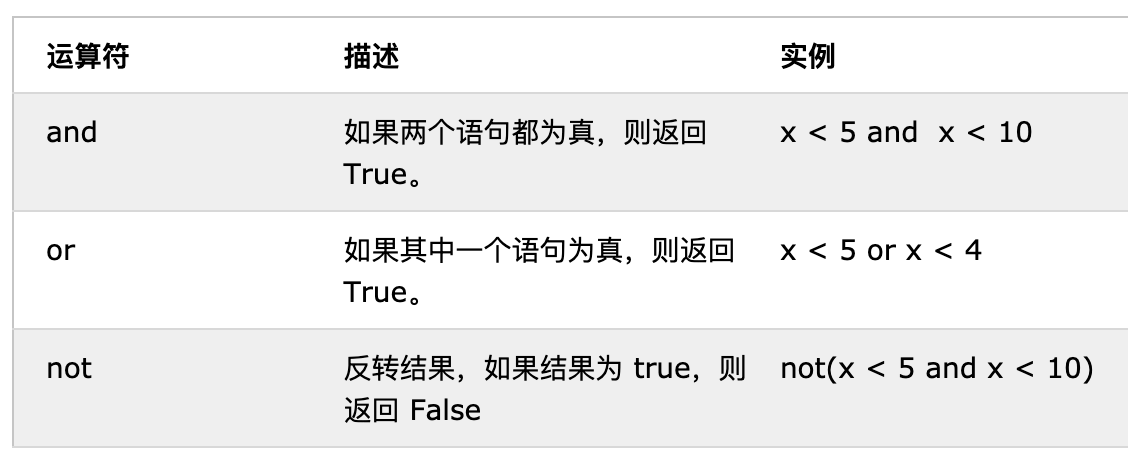 运算符 描述 实例
and 如果两个语句都为真，则返回 x < 5 and  x < 10
True。
or 如果其中一个语句为真，则返回 x < 5 or x < 4
True。
not 反转结果，如果结果为 true，则 not(x < 5 and x < 10)
返回 False